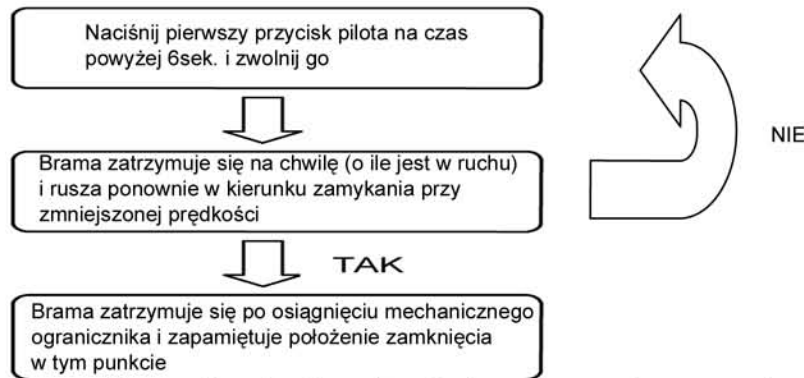 Naciśnij pierwszy przycisk pilota na czas
powyżej 6sek. i zwolnij go
NIE
Brama zatrzymuje się na chwilę (o ile jest w ruchu)
i rusza ponownie w kierunku zamykania przy
zmniejszonej prędkości
TAK
Brama zatrzymuje się po osiągnięciu mechanicznego
ogranicznika i zapamiętuje położenie zamknięcia
w tym punkcie